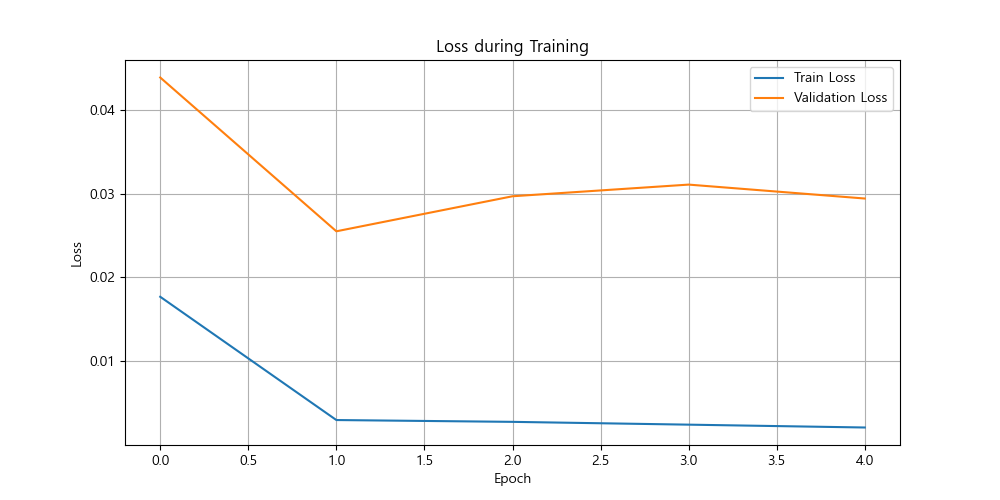 Loss during Training
Train Loss
Validation Loss
0.04
0.03
0.02
0.01
Loss
0.0 0.5 1.0 1.5 2.0 2.5 3.0 3.5 4.0
Epoch